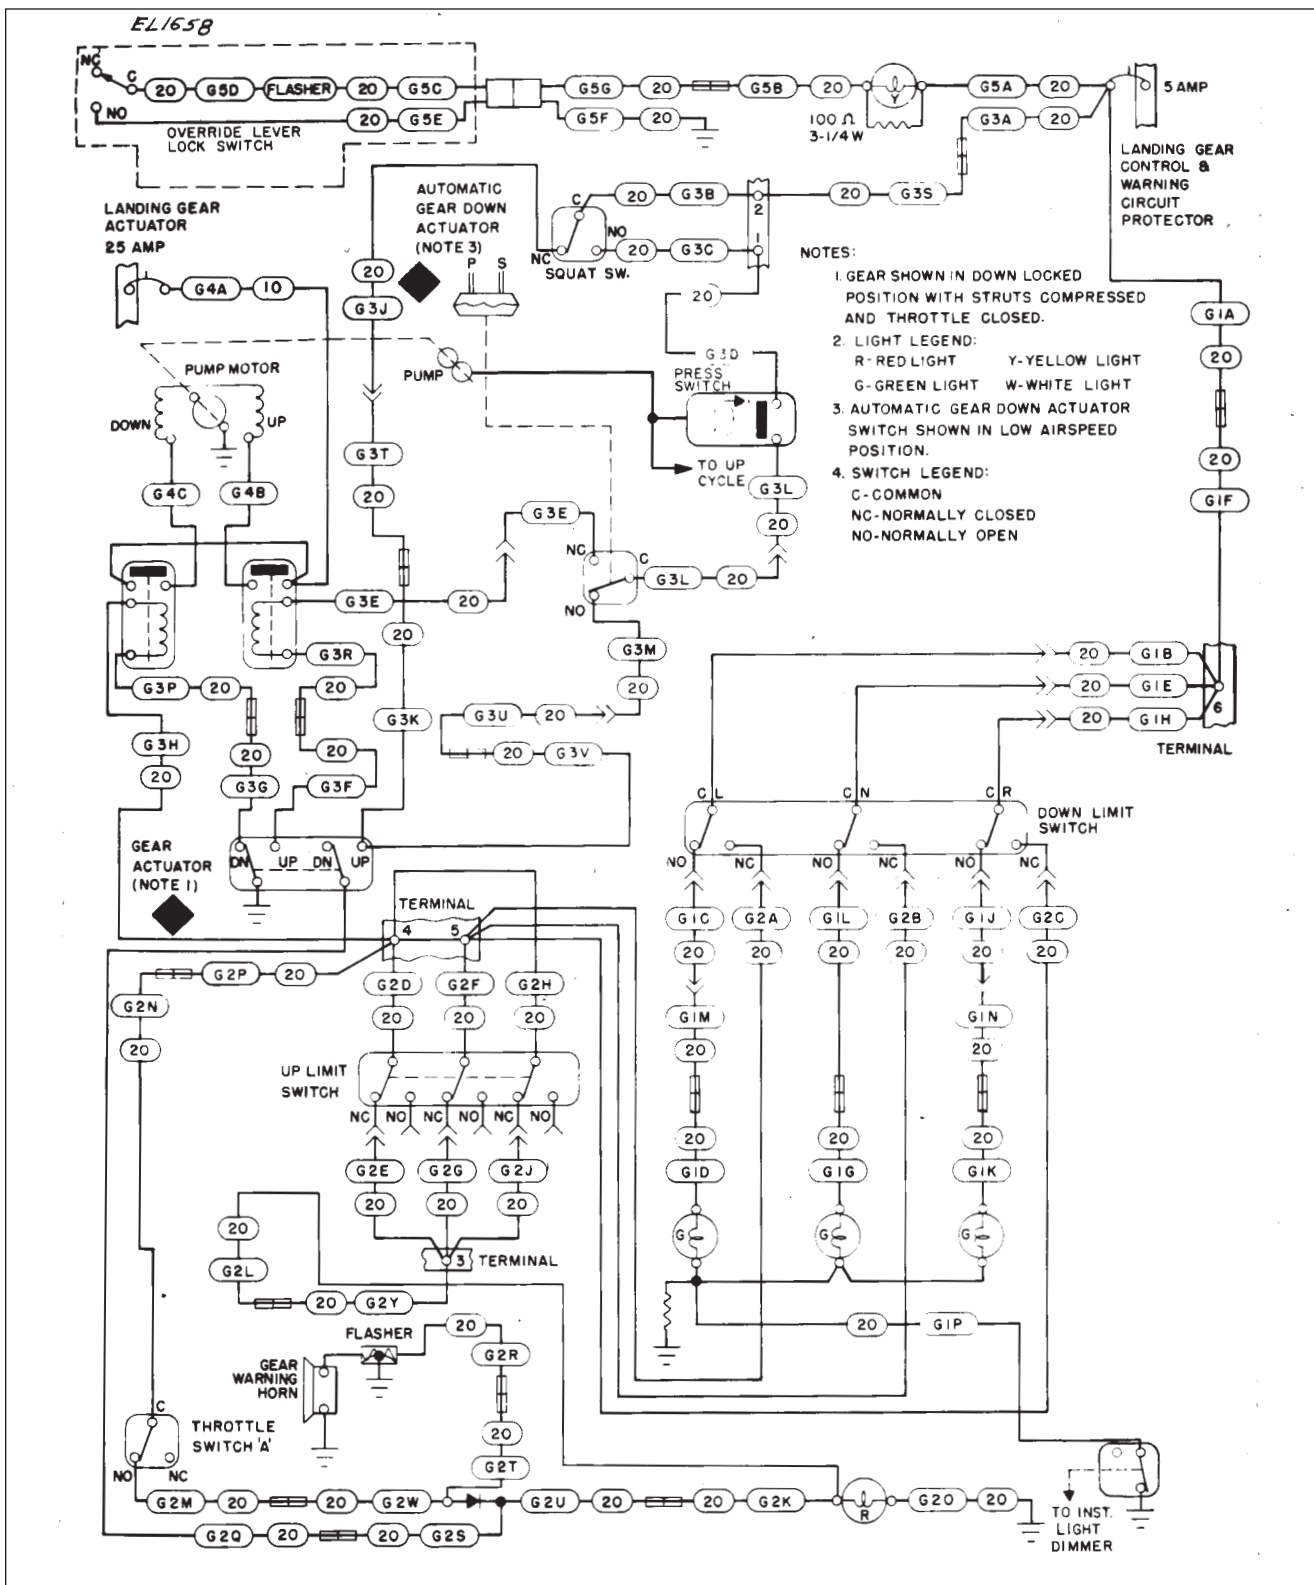 EL1658
NC
C
20
G5D
FLASHER
20
G5C
NO
20
G5E
OVERRIDE LEVER
LOCK SWITCH
G5G
20
G5B
20
Y
100 Ω
3-1/4 W
G5A
20
5 AMP
G5F
20
G3A
20
LANDING GEAR
CONTROL &
WARNING
CIRCUIT
PROTECTOR
LANDING GEAR
ACTUATOR
25 AMP
G4A
10
AUTOMATIC
GEAR DOWN
ACTUATOR
(NOTE 3)
P
S
20
G3J
C
NO
NC
SQUAT SW.
20
G3B
2
20
G3S
20
G3C
1
20
G3D
PRESS
SWITCH
NOTES:
1. GEAR SHOWN IN DOWN LOCKED
POSITION WITH STRUTS COMPRESSED
AND THROTTLE CLOSED.
2. LIGHT LEGEND:
R-RED LIGHT Y-YELLOW LIGHT
G-GREEN LIGHT W-WHITE LIGHT
3. AUTOMATIC GEAR DOWN ACTUATOR
SWITCH SHOWN IN LOW AIRSPEED
POSITION.
4. SWITCH LEGEND:
C-COMMON
NC-NORMALLY CLOSED
NO-NORMALLY OPEN
G1A
20
20
G1F
PUMP MOTOR
DOWN
UP
PUMP
TO UP
CYCLE
G4C
G4B
G3T
20
G3E
NC
C
NO
G3L
20
G3L
20
G3E
20
20
G3R
20
G3P
20
G3M
20
G3K
G3U
20
20
G3V
G3H
20
20
G3G
20
G3F
20
G1B
20
G1E
20
G1H
6
TERMINAL
GEAR
ACTUATOR
(NOTE 1)
DN
UP
DN
UP
C L
C N
C R
DOWN LIMIT
SWITCH
NO
NC
NO
NC
NO
NC
G1C
G2A
G1L
G2B
G1J
G2C
20
20
20
20
20
20
TERMINAL
4
5
G2P
20
G2N
20
G2D
G2F
G2H
20
20
20
G1M
G1N
20
20
UP LIMIT
SWITCH
NC
NO
NC
NO
NC
NO
G2E
G2G
G2J
20
20
20
20
20
20
G1D
G1G
G1K
G
G
G
3
TERMINAL
20
G2L
20
G2Y
FLASHER
20
G2R
GEAR
WARNING
HORN
20
G2T
20
G1P
C
THROTTLE
SWITCH 'A'
NO
NC
G2M
20
20
G2W
G2U
20
20
G2K
R
G2O
20
G2Q
20
20
G2S
TO INST.
LIGHT
DIMMER